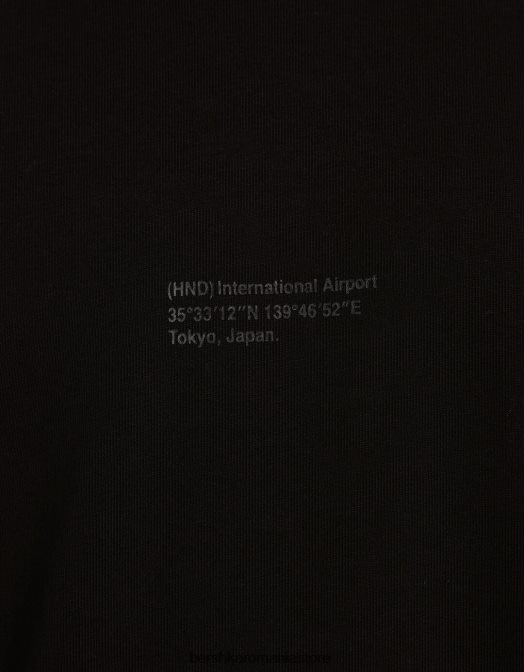 (HND) International Airport
35°33'12"N 139°46'52"E
Tokyo, Japan.